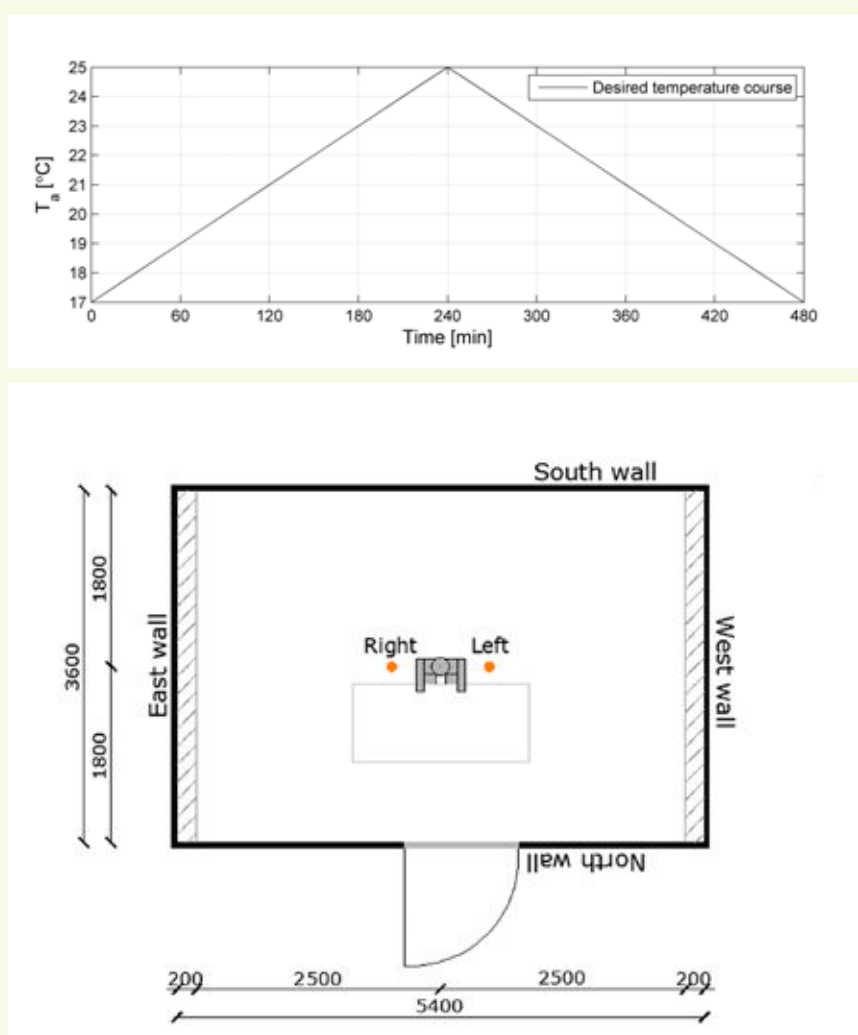 25
24
23
22
21
20
19
18
17
Tₐ [°C]
Desired temperature course
0 60 120 180 240 300 360 420 480
Time [min]
South wall
3600
1800
1800
East wall
Right Left
West wall
North wall
200 2500 2500 200
5400